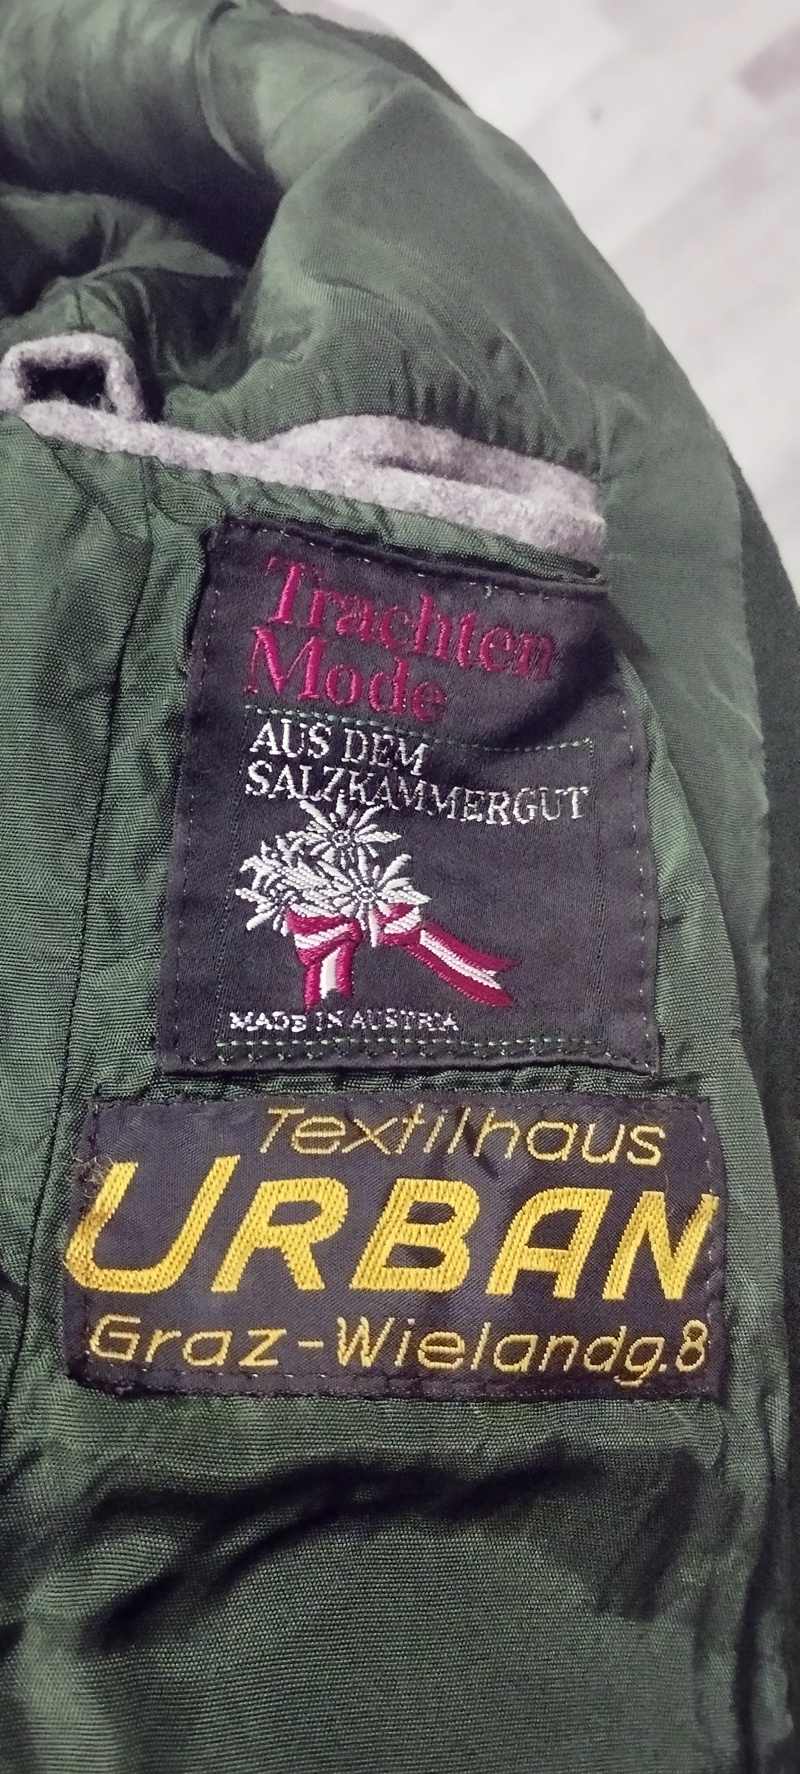 Trachten
Mode
AUS DEM
SALZKAMMERGUT
MADE IN AUSTRIA
Textilhaus
URBAN
Graz-Wielandg.8